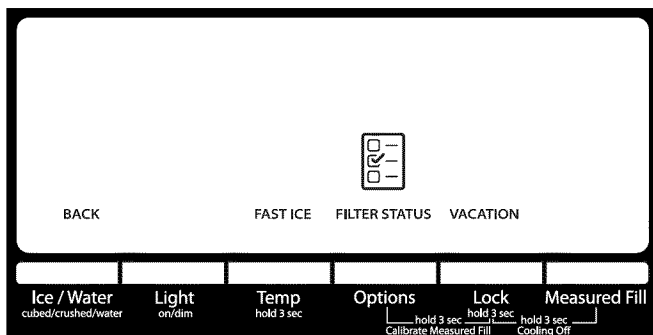 BACK FAST ICE FILTER STATUS VACATION
Ice / Water Light Temp Options Lock Measured Fill
cubed/crushed/water on/dim hold 3 sec hold 3 sec
hold 3 sec hold 3 sec
Calibrate Measured Fill Cooling Off